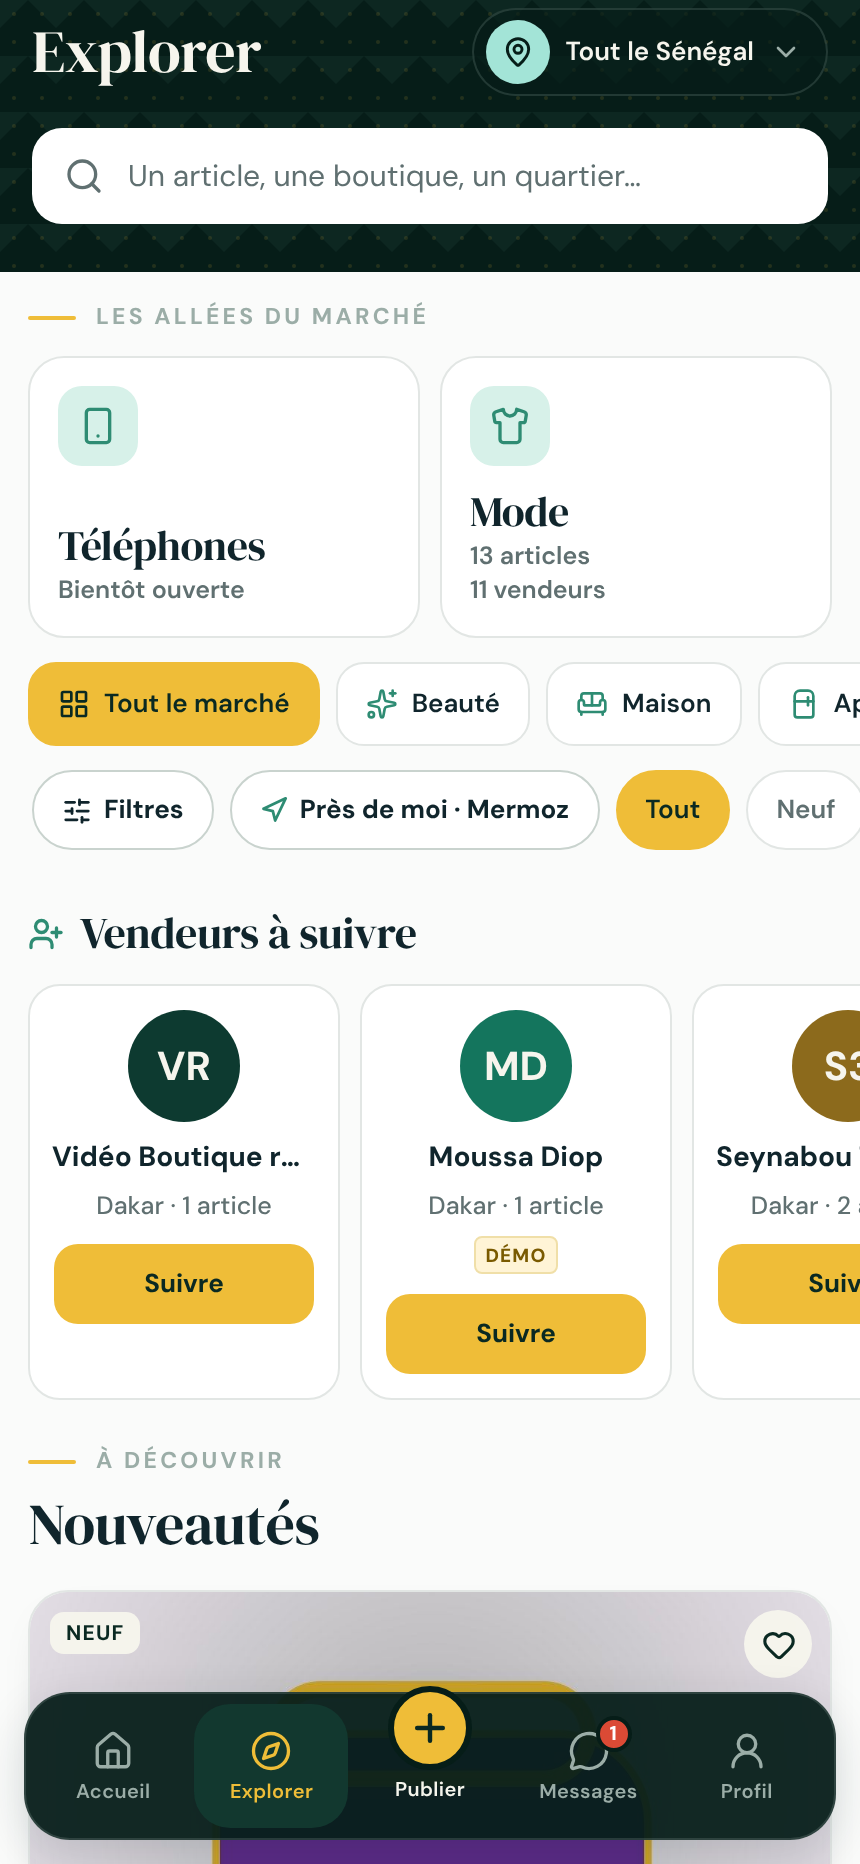 Explorer
Tout le Sénégal
Un article, une boutique, un quartier...
LES ALLÉES DU MARCHÉ
Téléphones
Bientôt ouverte
Mode
13 articles
11 vendeurs
Tout le marché
Beauté
Maison
Ap
Filtres
Près de moi · Mermoz
Tout
Neuf
Vendeurs à suivre
VR
Vidéo Boutique r...
Dakar · 1 article
Suivre
MD
Moussa Diop
Dakar · 1 article
DÉMO
Suivre
S3
Seynabou
Dakar · 2
Suiv
À DÉCOUVRIR
Nouveautés
NEUF
Accueil
Explorer
Publier
1
Messages
Profil